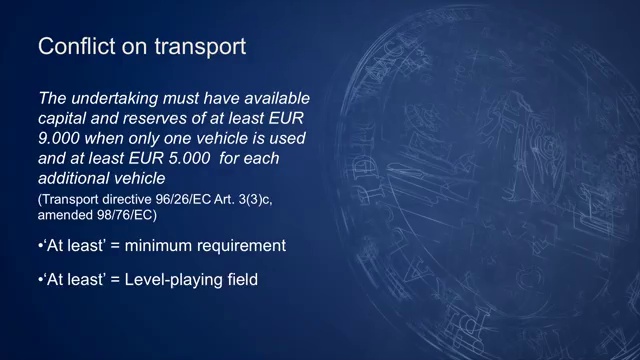 Conflict on transport
The undertaking must have available
capital and reserves of at least EUR
9.000 when only one vehicle is used
and at least EUR 5.000  for each
additional vehicle
(Transport directive 96/26/EC Art. 3(3)c,
amended 98/76/EC)
•‘At least’ = minimum requirement
•‘At least’ = Level-playing field